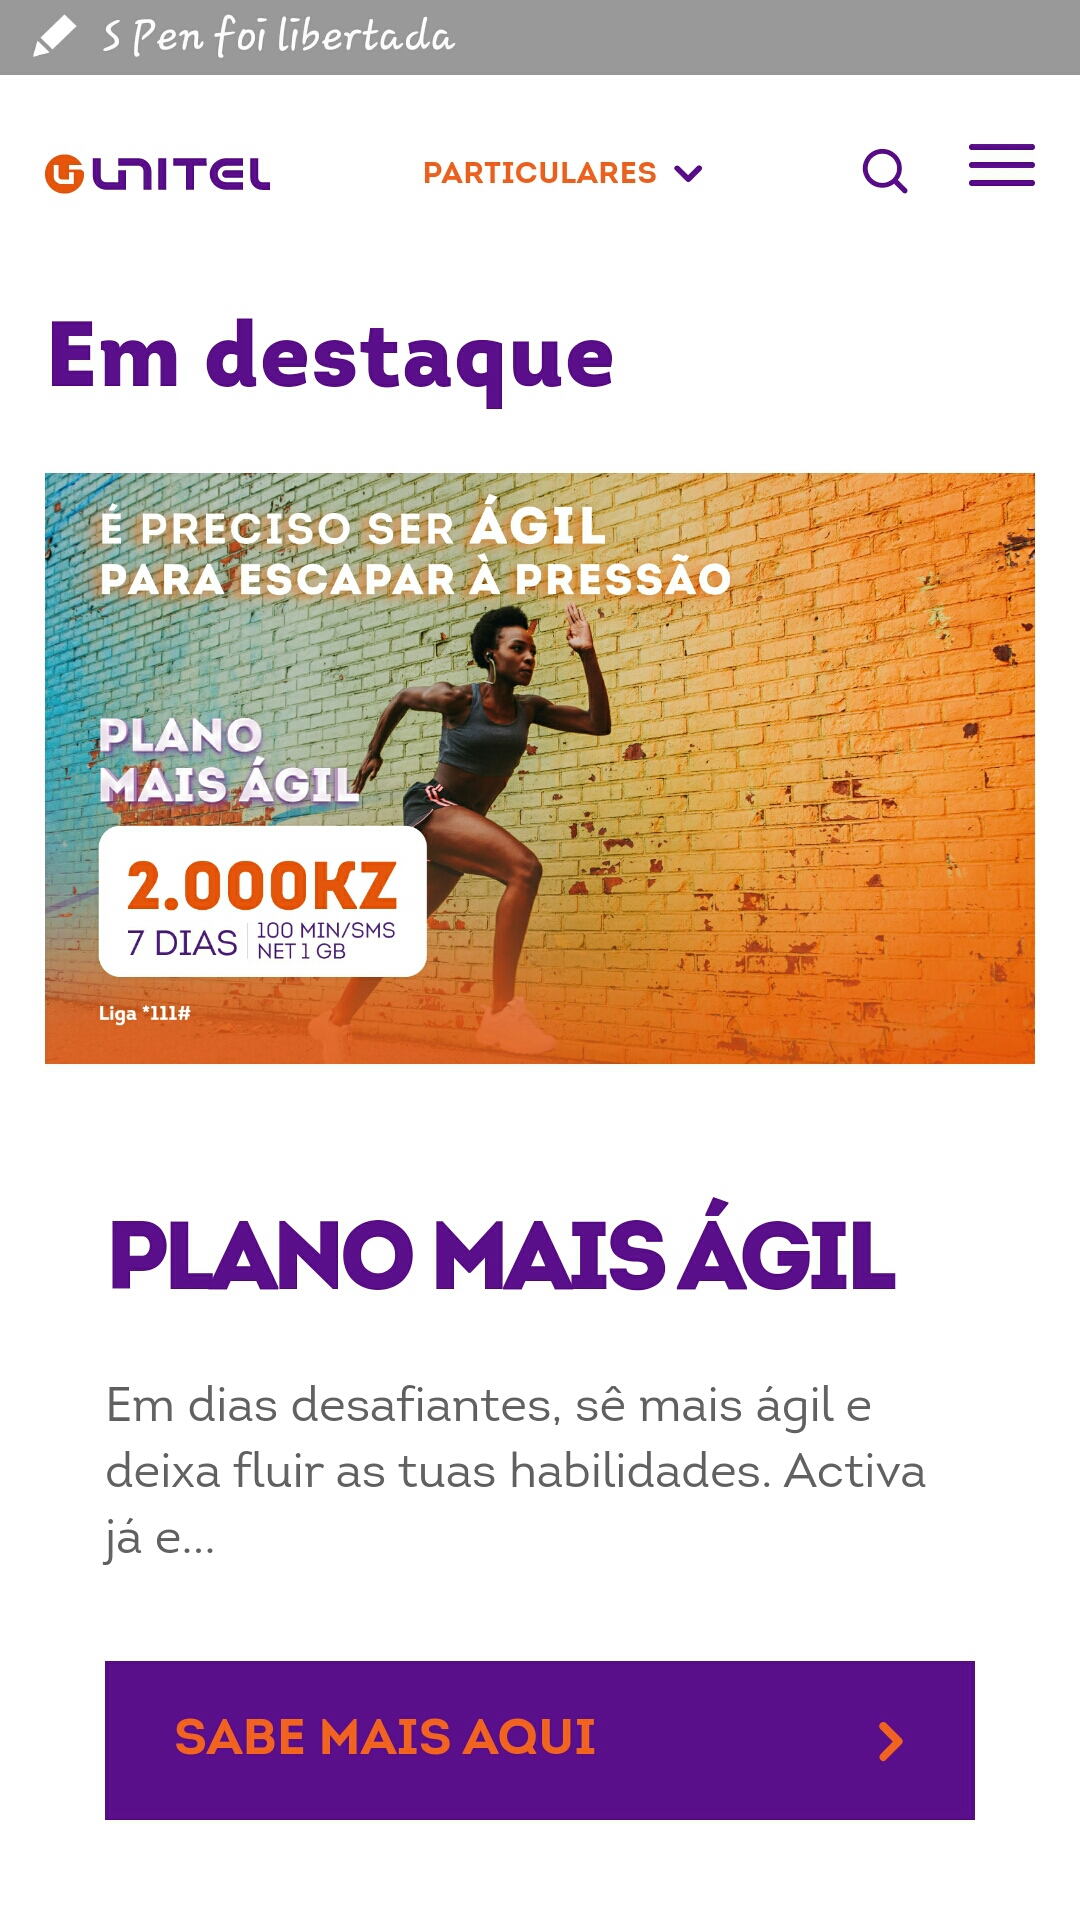 S Pen foi libertada
UNITEL
PARTICULARES
Em destaque
É PRECISO SER ÁGIL
PARA ESCAPAR À PRESSÃO
PLANO
MAIS ÁGIL
2.000KZ
7 DIAS
100 MIN/SMS
NET 1 GB
Liga *111#
PLANO MAIS ÁGIL
Em dias desafiantes, sê mais ágil e
deixa fluir as tuas habilidades. Activa
já e...
SABE MAIS AQUI